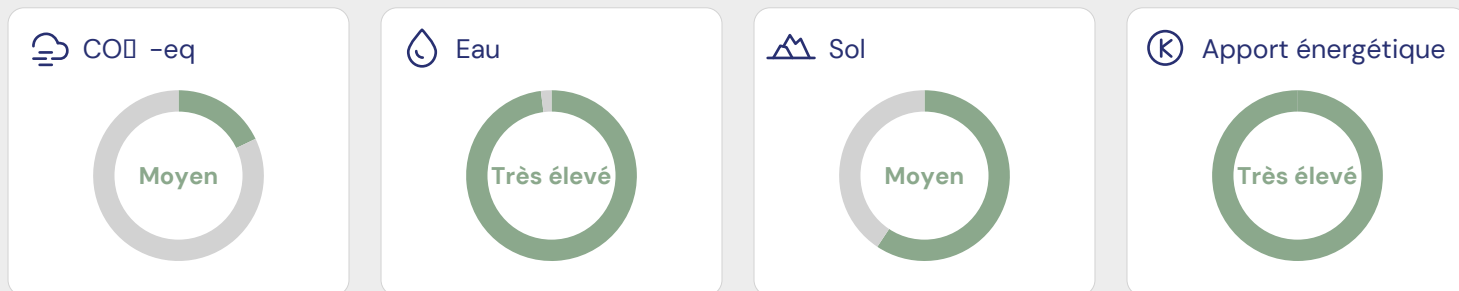 CO▯ -eq
Moyen
Eau
Très élevé
Sol
Moyen
Apport énergétique
Très élevé